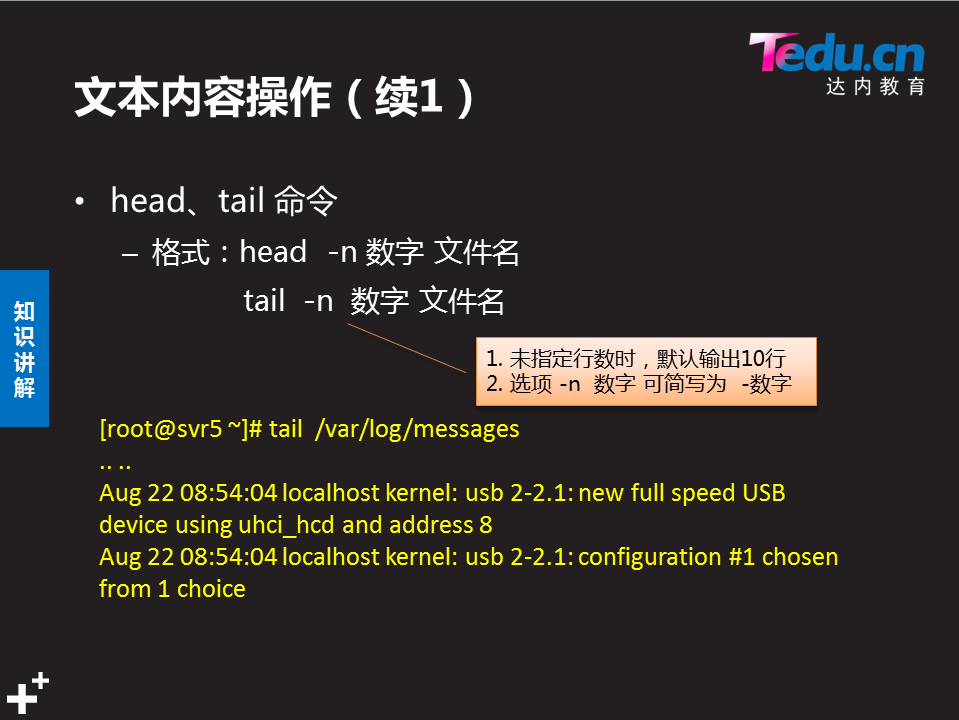 Tedu.cn
达内教育
文本内容操作（续1）
• head、tail 命令
– 格式：head -n 数字 文件名
tail -n 数字 文件名
知
识
讲
解
1. 未指定行数时，默认输出10行
2. 选项 -n 数字 可简写为 -数字
[root@svr5 ~]# tail /var/log/messages
.. ..
Aug 22 08:54:04 localhost kernel: usb 2-2.1: new full speed USB
device using uhci_hcd and address 8
Aug 22 08:54:04 localhost kernel: usb 2-2.1: configuration #1 chosen
from 1 choice